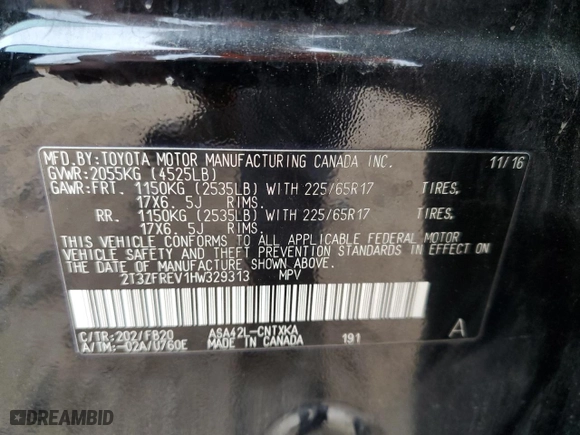 MFD.BY:TOYOTA MOTOR MANUFACTURING CANADA INC. 11/16
GVWR:2055KG (4525LB)
GAWR:FRT. 1150KG (2535LB) WITH 225/65R17 TIRES,
17X6. 5J RIMS.
RR. 1150KG (2535LB) WITH 225/65R17 TIRES,
17X6. 5J RIMS.
THIS VEHICLE CONFORMS TO ALL APPLICABLE FEDERAL MOTOR
VEHICLE SAFETY AND THEFT PREVENTION STANDARDS IN EFFECT ON
THE DATE OF MANUFACTURE SHOWN ABOVE.
2T3ZFREV1HW329313 MPV
C/TR:202/FB20 ASA42L-CNTXKA A
A/TM:-02A/U760E MADE IN CANADA 191
DREAMBID